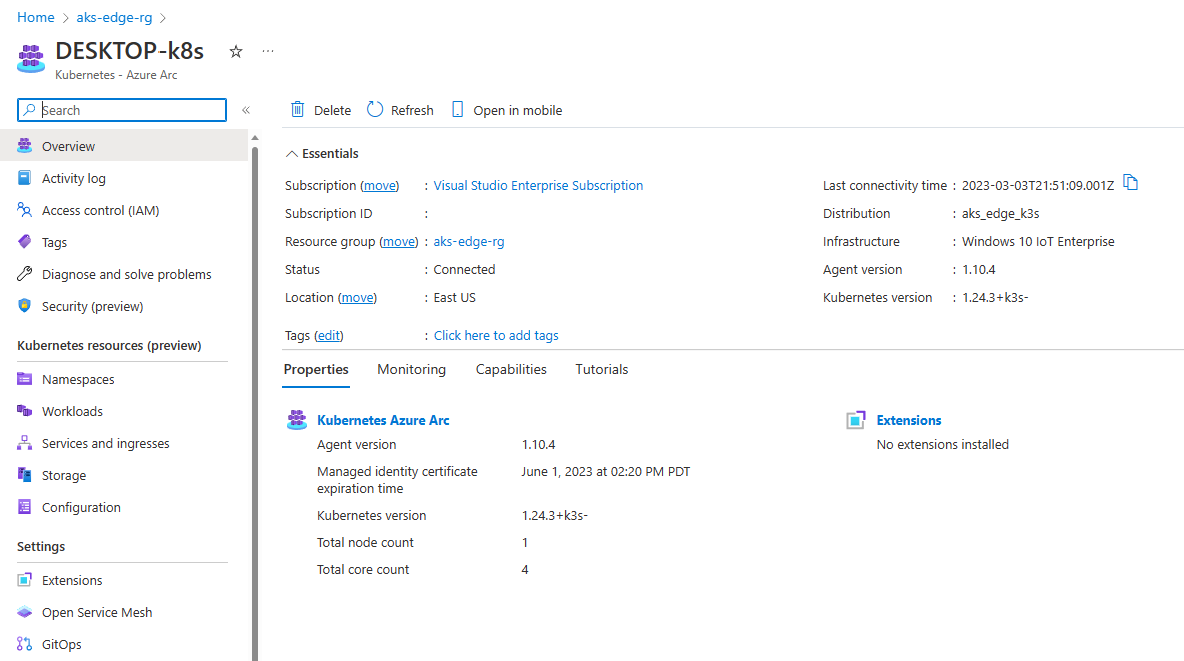 Home > aks-edge-rg >
DESKTOP-k8s
Kubernetes - Azure Arc
Search
«
Overview
Activity log
Access control (IAM)
Tags
Diagnose and solve problems
Security (preview)
Kubernetes resources (preview)
Namespaces
Workloads
Services and ingresses
Storage
Configuration
Settings
Extensions
Open Service Mesh
GitOps
Delete Refresh Open in mobile
Essentials
Subscription (move) : Visual Studio Enterprise Subscription
Subscription ID :
Resource group (move) : aks-edge-rg
Status : Connected
Location (move) : East US
Last connectivity time : 2023-03-03T21:51:09.001Z
Distribution : aks_edge_k3s
Infrastructure : Windows 10 IoT Enterprise
Agent version : 1.10.4
Kubernetes version : 1.24.3+k3s-
Tags (edit) : Click here to add tags
Properties Monitoring Capabilities Tutorials
Kubernetes Azure Arc
Agent version 1.10.4
Managed identity certificate June 1, 2023 at 02:20 PM PDT
expiration time
Kubernetes version 1.24.3+k3s-
Total node count 1
Total core count 4
Extensions
No extensions installed